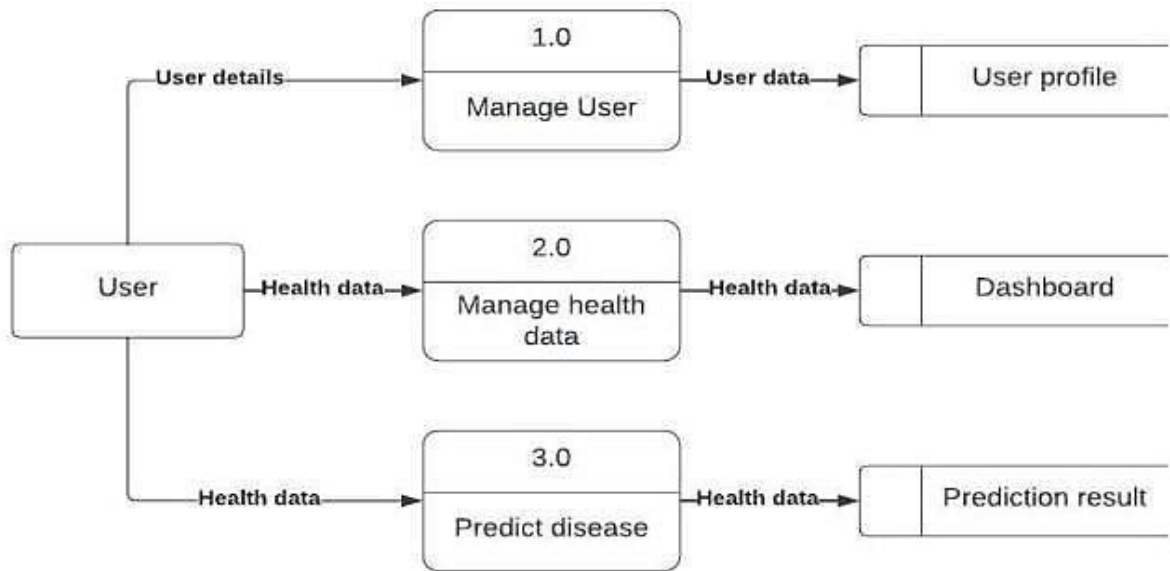 1.0
User details
User data
User profile
Manage User
2.0
User
Health data
Health data
Dashboard
Manage health
data
3.0
Health data
Health data
Prediction result
Predict disease